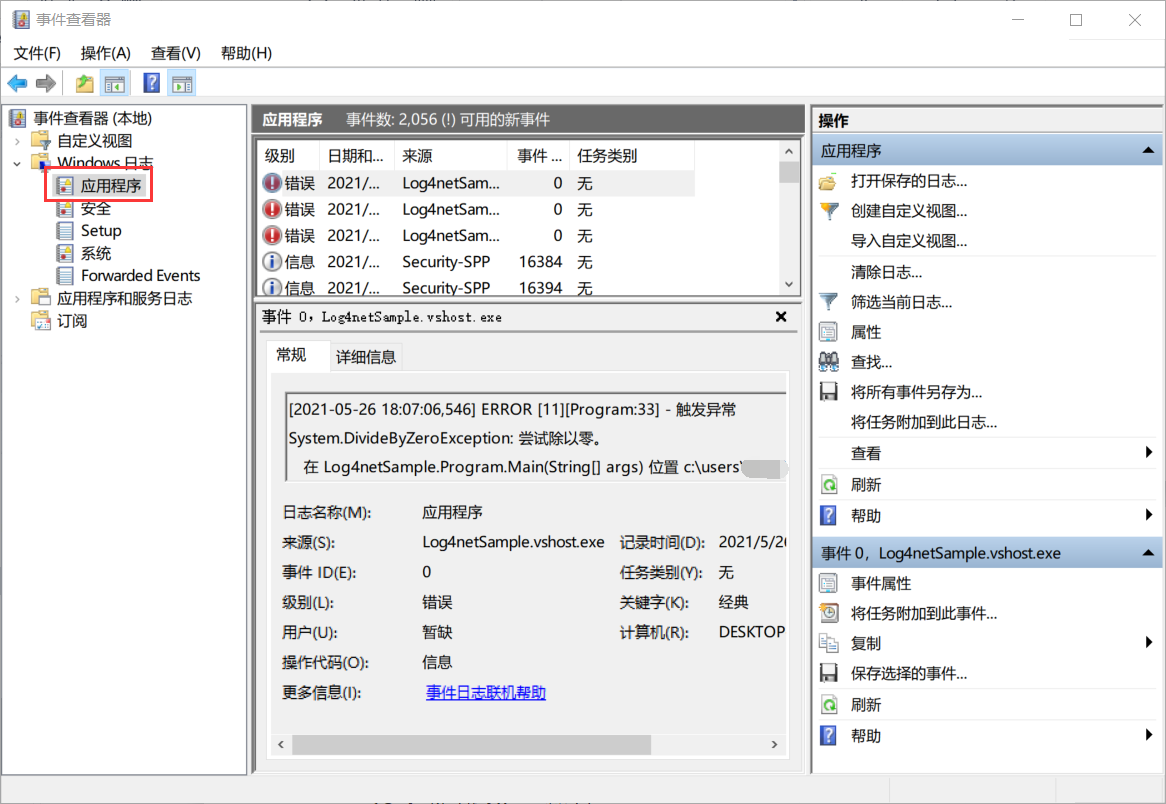 事件查看器
文件(F) 操作(A) 查看(V) 帮助(H)
事件查看器 (本地)
自定义视图
Windows 日志
应用程序
安全
Setup
系统
Forwarded Events
应用程序和服务日志
订阅
应用程序 事件数: 2,056 (!) 可用的新事件
级别 日期和... 来源 事件 ... 任务类别
错误 2021/... Log4netSam... 0 无
错误 2021/... Log4netSam... 0 无
错误 2021/... Log4netSam... 0 无
信息 2021/... Security-SPP 16384 无
信息 2021/... Security-SPP 16394 无
事件 0，Log4netSample.vshost.exe
常规 详细信息
[2021-05-26 18:07:06,546] ERROR [11][Program:33] - 触发异常
System.DivideByZeroException: 尝试除以零。
在 Log4netSample.Program.Main(String[] args) 位置 c:\users\
日志名称(M): 应用程序
来源(S): Log4netSample.vshost.exe 记录时间(D): 2021/5/26
事件 ID(E): 0 任务类别(Y): 无
级别(L): 错误 关键字(K): 经典
用户(U): 暂缺 计算机(R): DESKTOP
操作代码(O): 信息
更多信息(I): 事件日志联机帮助
操作
应用程序
打开保存的日志...
创建自定义视图...
导入自定义视图...
清除日志...
筛选当前日志...
属性
查找...
将所有事件另存为...
将任务附加到此日志...
查看
刷新
帮助
事件 0，Log4netSample.vshost.exe
事件属性
将任务附加到此事件...
复制
保存选择的事件...
刷新
帮助